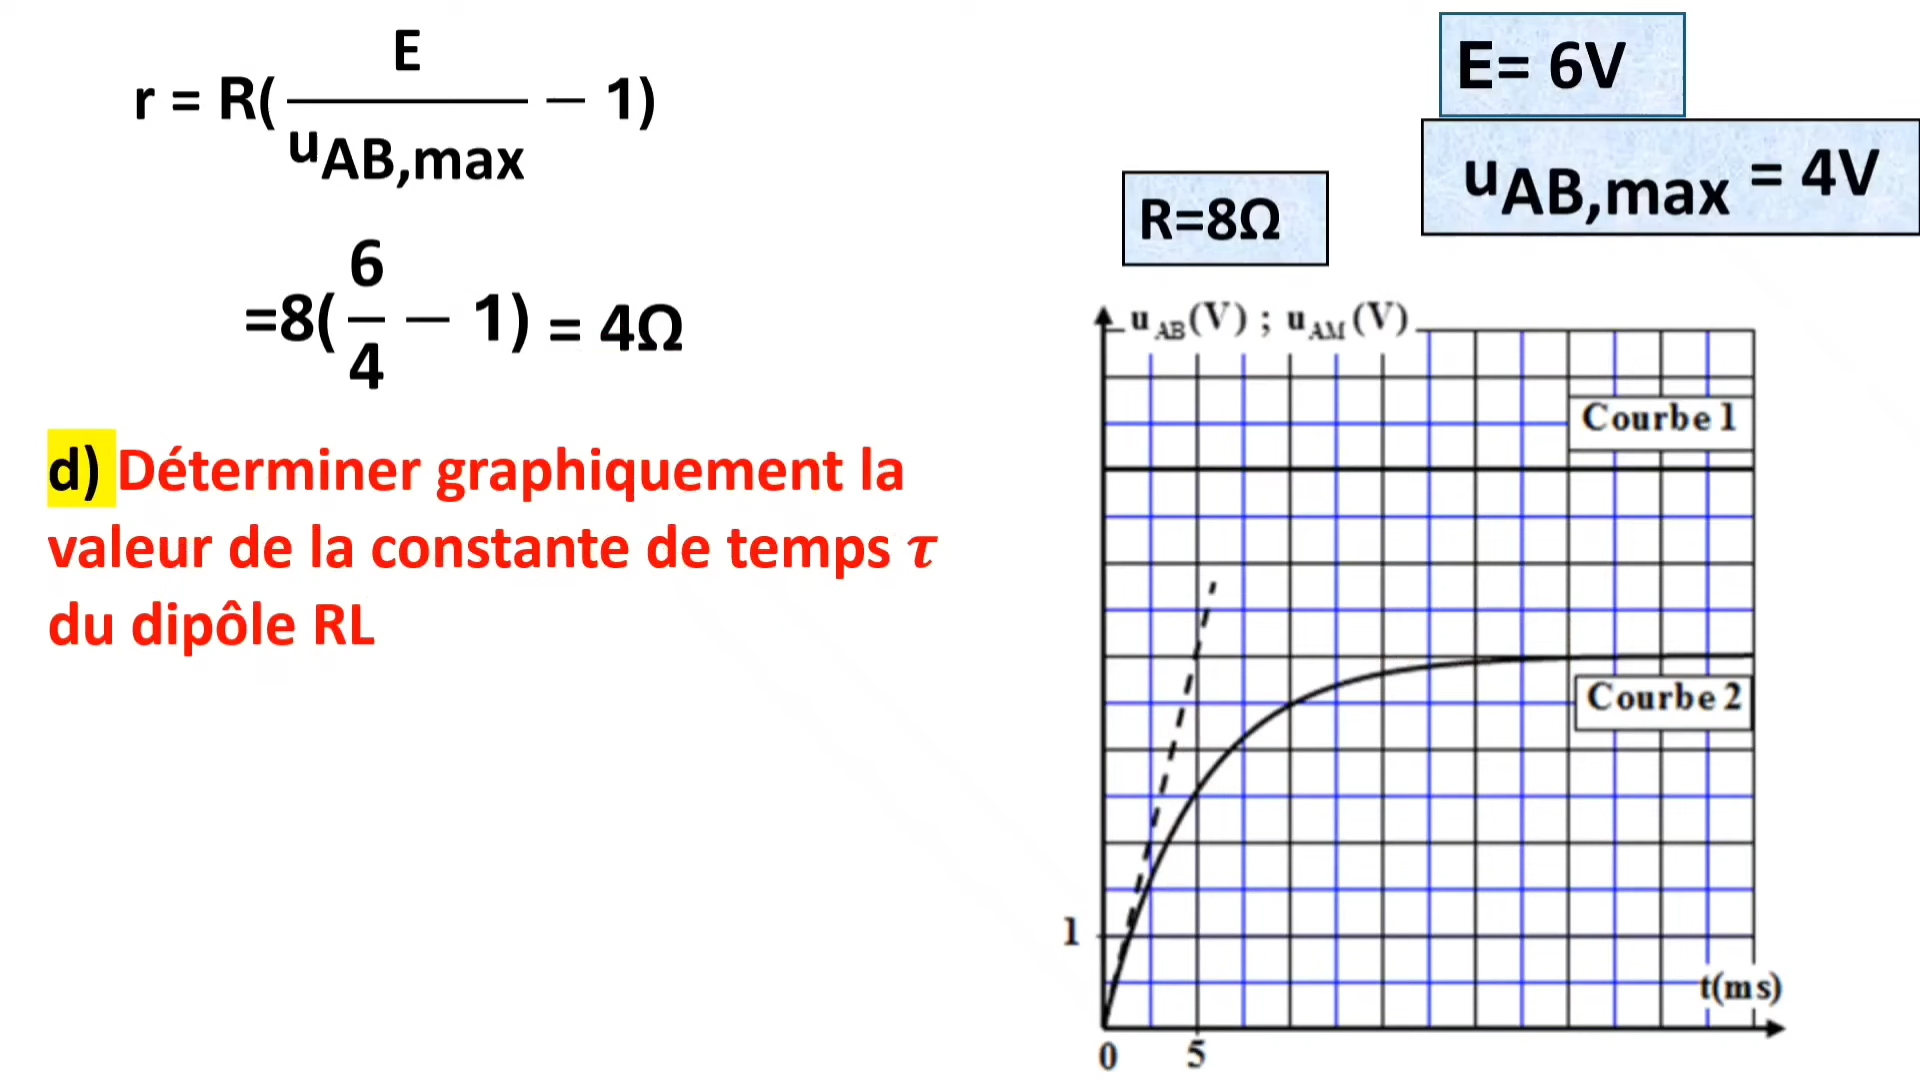 r = R(E/uAB,max − 1)
=8(6/4 − 1) = 4Ω
d) Déterminer graphiquement la
valeur de la constante de temps τ
du dipôle RL
E= 6V
uAB,max = 4V
R=8Ω
uAB(V) ; uAM(V)
Courbe 1
Courbe 2
1
t(ms)
0 5